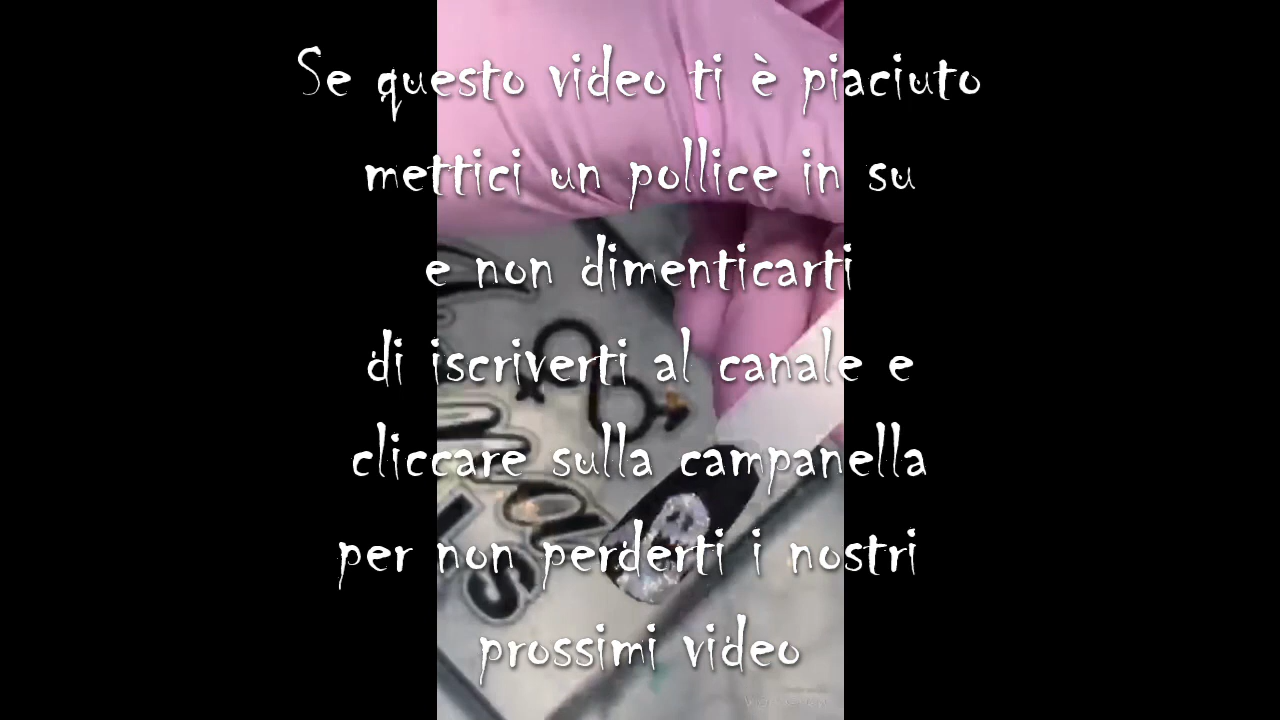 Se questo video ti è piaciuto
mettici un pollice in su
e non dimenticarti
di iscriverti al canale e
cliccare sulla campanella
per non perderti i nostri
prossimi video